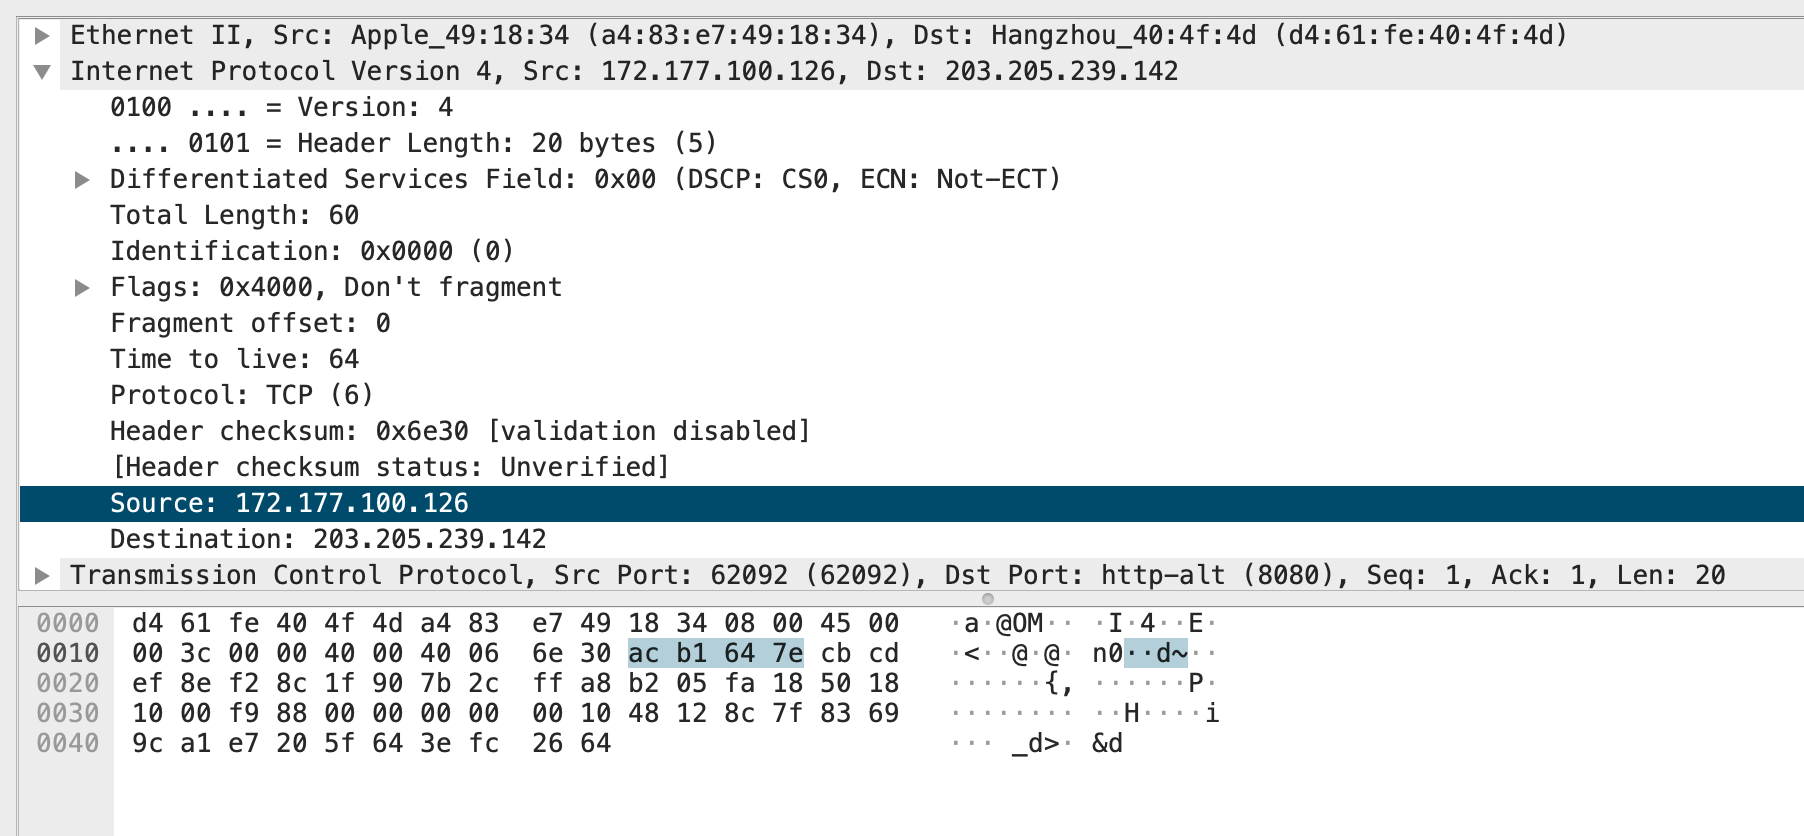 Ethernet II, Src: Apple_49:18:34 (a4:83:e7:49:18:34), Dst: Hangzhou_40:4f:4d (d4:61:fe:40:4f:4d)
Internet Protocol Version 4, Src: 172.177.100.126, Dst: 203.205.239.142
0100 .... = Version: 4
.... 0101 = Header Length: 20 bytes (5)
Differentiated Services Field: 0x00 (DSCP: CS0, ECN: Not-ECT)
Total Length: 60
Identification: 0x0000 (0)
Flags: 0x4000, Don't fragment
Fragment offset: 0
Time to live: 64
Protocol: TCP (6)
Header checksum: 0x6e30 [validation disabled]
[Header checksum status: Unverified]
Source: 172.177.100.126
Destination: 203.205.239.142
Transmission Control Protocol, Src Port: 62092 (62092), Dst Port: http-alt (8080), Seq: 1, Ack: 1, Len: 20
0000 d4 61 fe 40 4f 4d a4 83 e7 49 18 34 08 00 45 00 ·a·@OM·· ·I·4··E·
0010 00 3c 00 00 40 00 40 06 6e 30 ac b1 64 7e cb cd ·<··@·@· n0··d~··
0020 ef 8e f2 8c 1f 90 7b 2c ff a8 b2 05 fa 18 50 18 ······{, ······P·
0030 10 00 f9 88 00 00 00 00 00 10 48 12 8c 7f 83 69 ········ ··H····i
0040 9c a1 e7 20 5f 64 3e fc 26 64 ··· _d>· &d